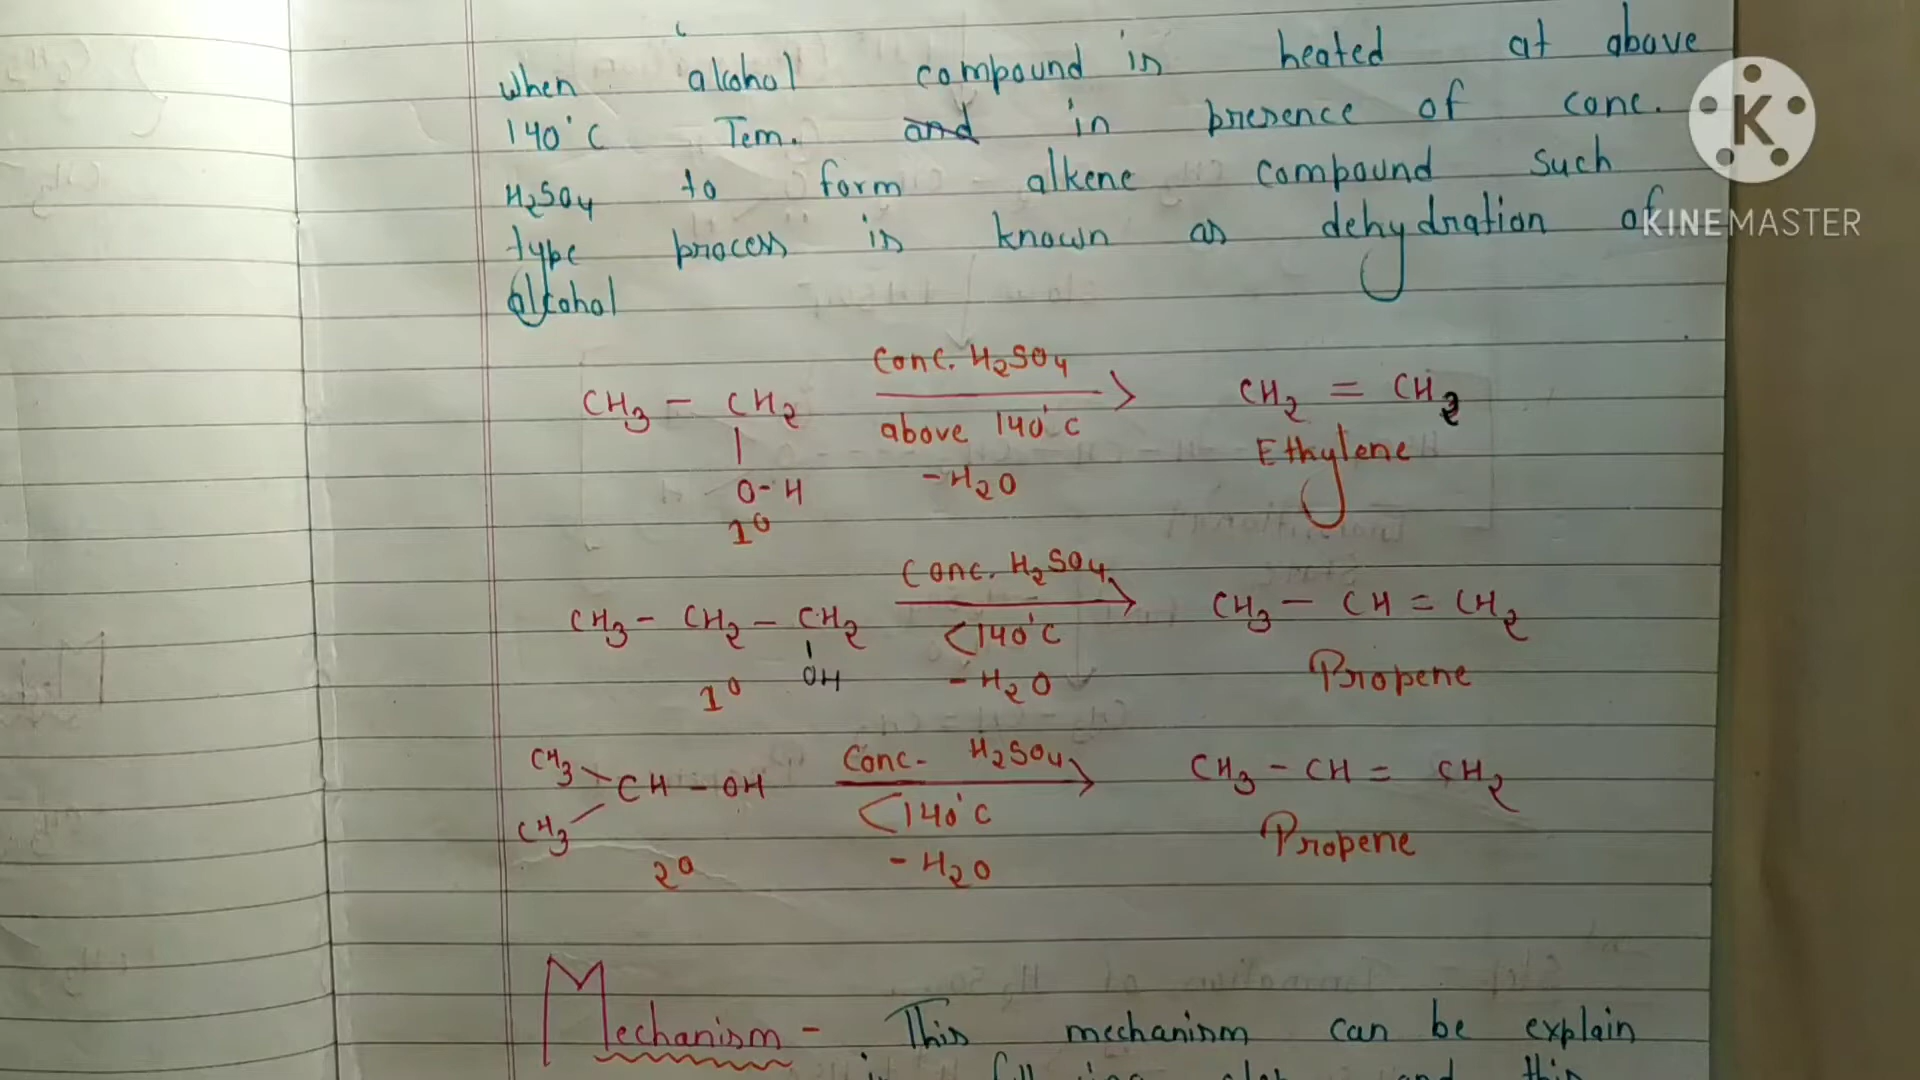 when alcohol compound is heated at above
140°C Tem. and in presence of conc.
H₂SO₄ to form alkene compound such
type process is known as dehydration of
alcohol
K
KINEMASTER
CH₃ - CH₂ Conc. H₂SO₄ CH₂ = CH₂
above 140°C
Ethylene
O-H -H₂O
1°
Conc. H₂SO₄
CH₃ - CH₂ - CH₂ <140°C CH₃ - CH = CH₂
OH
1° -H₂O Propene
CH₃ Conc. H₂SO₄ CH₃ - CH = CH₂
CH - OH
CH₃ <140°C Propene
2° -H₂O
Mechanism - This mechanism can be explain
and this